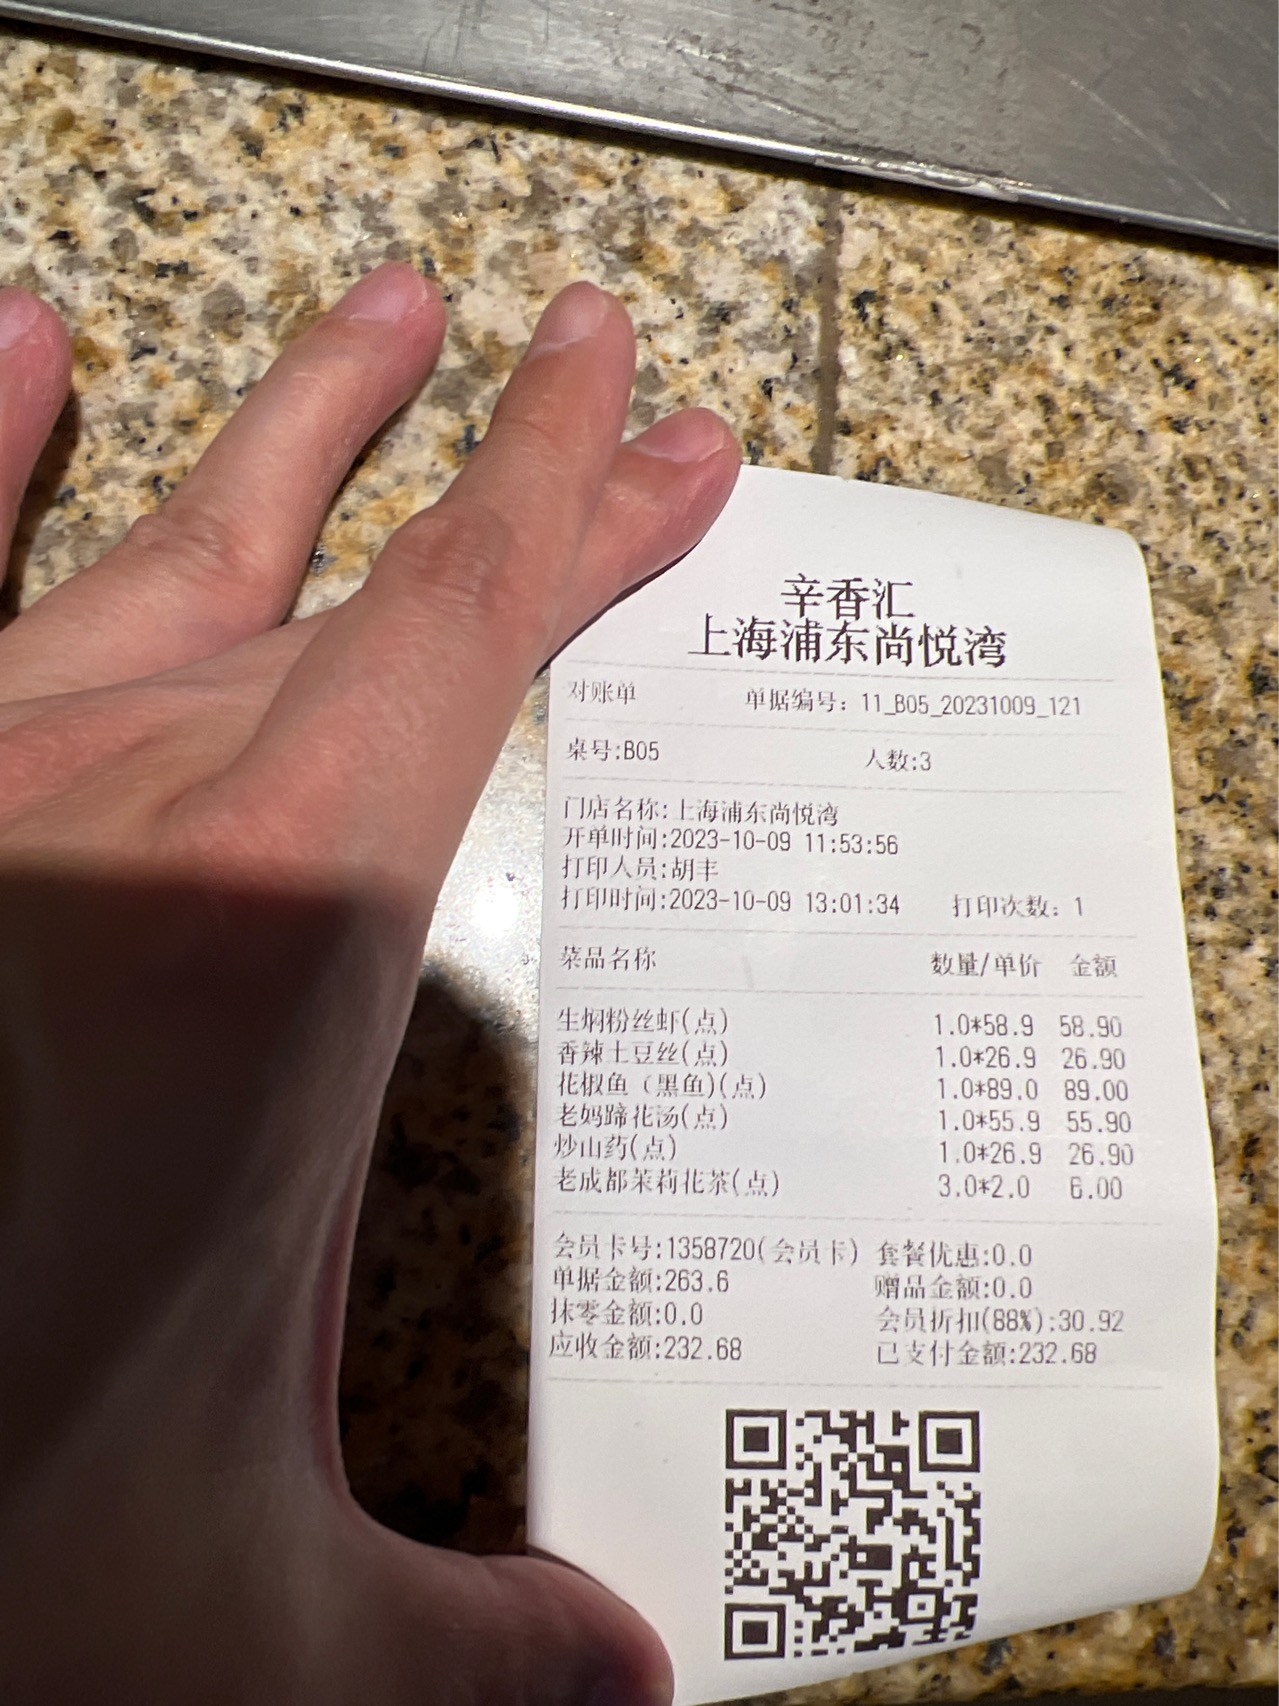 辛香汇
上海浦东尚悦湾
对账单 单据编号：11_B05_20231009_121
桌号:B05 人数:3
门店名称:上海浦东尚悦湾
开单时间:2023-10-09 11:53:56
打印人员:胡丰
打印时间:2023-10-09 13:01:34 打印次数：1
菜品名称 数量/单价 金额
生焖粉丝虾(点) 1.0*58.9 58.90
香辣土豆丝(点) 1.0*26.9 26.90
花椒鱼（黑鱼)(点) 1.0*89.0 89.00
老妈蹄花汤(点) 1.0*55.9 55.90
炒山药(点) 1.0*26.9 26.90
老成都茉莉花茶(点) 3.0*2.0 6.00
会员卡号:1358720(会员卡) 套餐优惠:0.0
单据金额:263.6 赠品金额:0.0
抹零金额:0.0 会员折扣(88%):30.92
应收金额:232.68 已支付金额:232.68